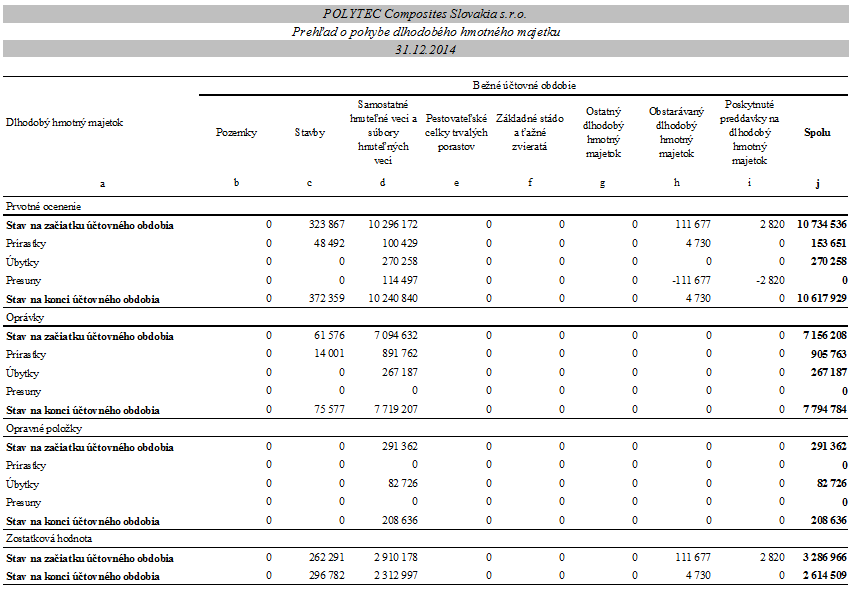 POLYTEC Composites Slovakia s.r.o.
Prehľad o pohybe dlhodobého hmotného majetku
31.12.2014
Bežné účtovné obdobie
Dlhodobý hmotný majetok Pozemky Stavby Samostatné hnuteľné veci a súbory hnuteľných vecí Pestovateľské celky trvalých porastov Základné stádo a ťažné zvieratá Ostatný dlhodobý hmotný majetok Obstarávaný dlhodobý hmotný majetok Poskytnuté preddavky na dlhodobý hmotný majetok Spolu
a b c d e f g h i j
Prvotné ocenenie
Stav na začiatku účtovného obdobia 0 323 867 10 296 172 0 0 0 111 677 2 820 10 734 536
Prírastky 0 48 492 100 429 0 0 0 4 730 0 153 651
Úbytky 0 0 270 258 0 0 0 0 0 270 258
Presuny 0 0 114 497 0 0 0 -111 677 -2 820 0
Stav na konci účtovného obdobia 0 372 359 10 240 840 0 0 0 4 730 0 10 617 929
Oprávky
Stav na začiatku účtovného obdobia 0 61 576 7 094 632 0 0 0 0 0 7 156 208
Prírastky 0 14 001 891 762 0 0 0 0 0 905 763
Úbytky 0 0 267 187 0 0 0 0 0 267 187
Presuny 0 0 0 0 0 0 0 0 0
Stav na konci účtovného obdobia 0 75 577 7 719 207 0 0 0 0 0 7 794 784
Opravné položky
Stav na začiatku účtovného obdobia 0 0 291 362 0 0 0 0 0 291 362
Prírastky 0 0 0 0 0 0 0 0 0
Úbytky 0 0 82 726 0 0 0 0 0 82 726
Presuny 0 0 0 0 0 0 0 0 0
Stav na konci účtovného obdobia 0 0 208 636 0 0 0 0 0 208 636
Zostatková hodnota
Stav na začiatku účtovného obdobia 0 262 291 2 910 178 0 0 0 111 677 2 820 3 286 966
Stav na konci účtovného obdobia 0 296 782 2 312 997 0 0 0 4 730 0 2 614 509